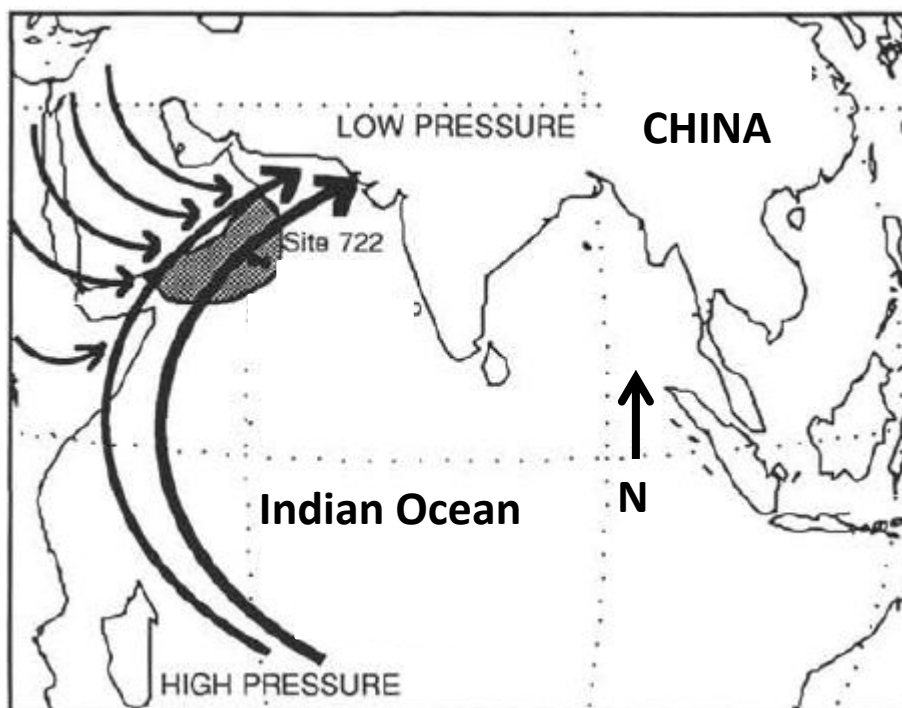 LOW PRESSURE
CHINA
Site 722
Indian Ocean
N
HIGH PRESSURE